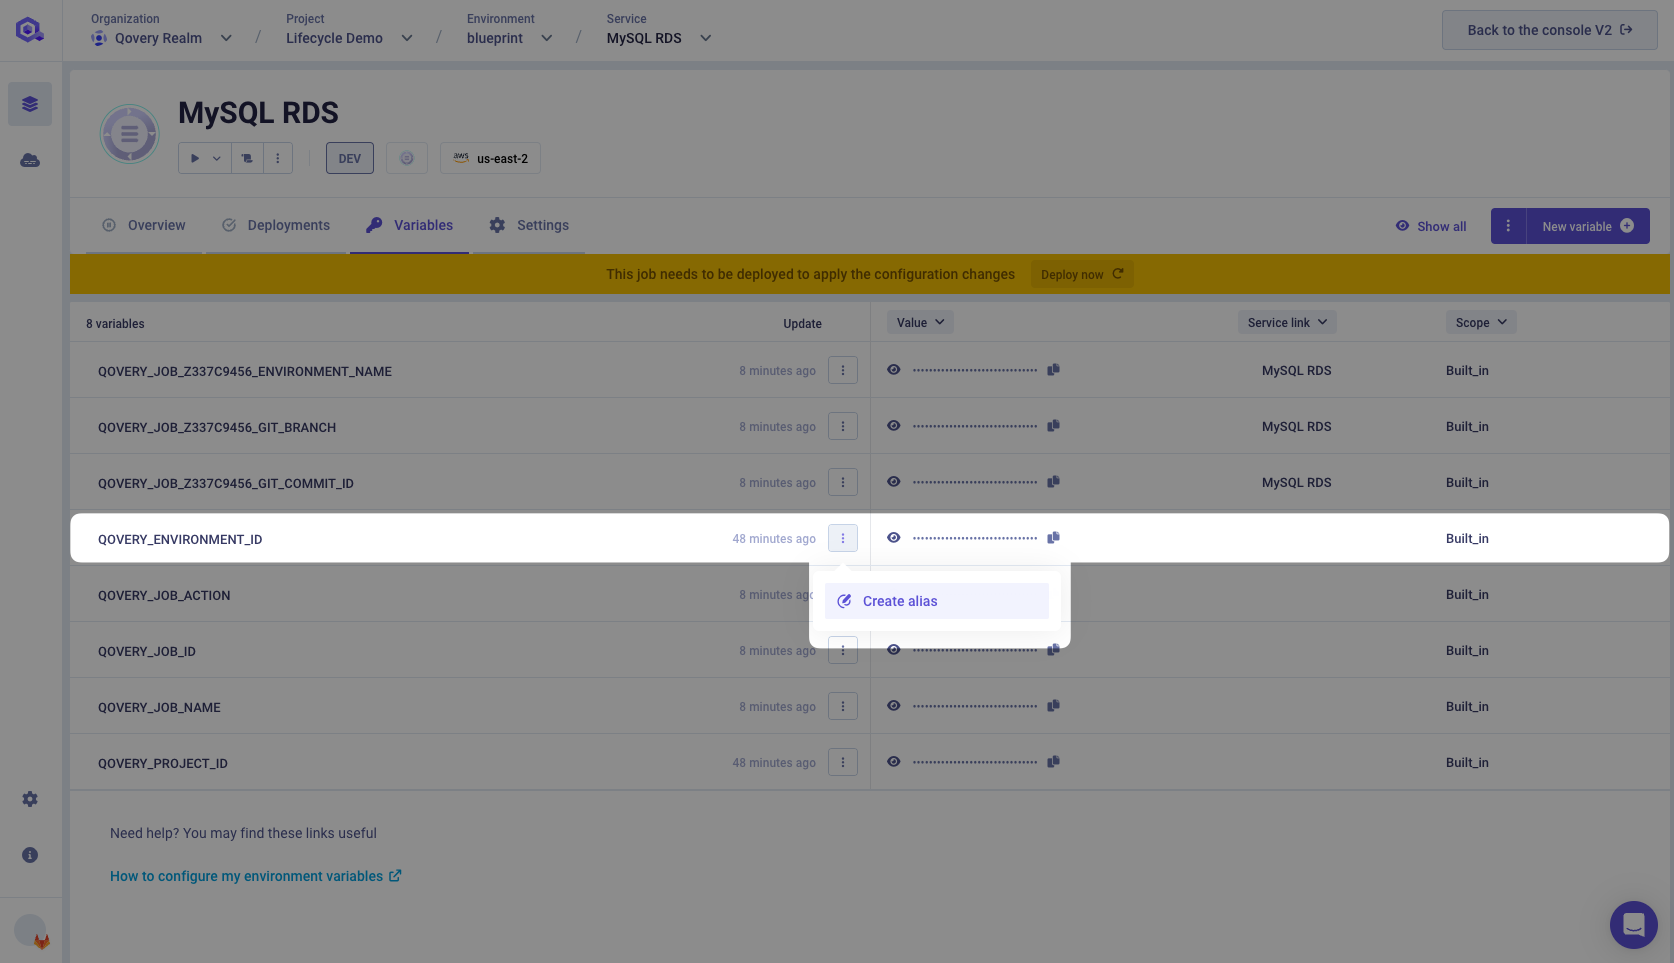 Organization
Project
Environment
Service
Qovery Realm
/
Lifecycle Demo
/
blueprint
/
MySQL RDS
Back to the console V2
MySQL RDS
DEV
aws
us-east-2
Overview
Deployments
Variables
Settings
Show all
New variable
This job needs to be deployed to apply the configuration changes
Deploy now
8 variables
Update
Value
Service link
Scope
QOVERY_JOB_Z337C9456_ENVIRONMENT_NAME
8 minutes ago
MySQL RDS
Built_in
QOVERY_JOB_Z337C9456_GIT_BRANCH
8 minutes ago
MySQL RDS
Built_in
QOVERY_JOB_Z337C9456_GIT_COMMIT_ID
8 minutes ago
MySQL RDS
Built_in
QOVERY_ENVIRONMENT_ID
48 minutes ago
Built_in
Create alias
QOVERY_JOB_ACTION
8 minutes ago
Built_in
QOVERY_JOB_ID
8 minutes ago
Built_in
QOVERY_JOB_NAME
8 minutes ago
Built_in
QOVERY_PROJECT_ID
48 minutes ago
Built_in
Need help? You may find these links useful
How to configure my environment variables